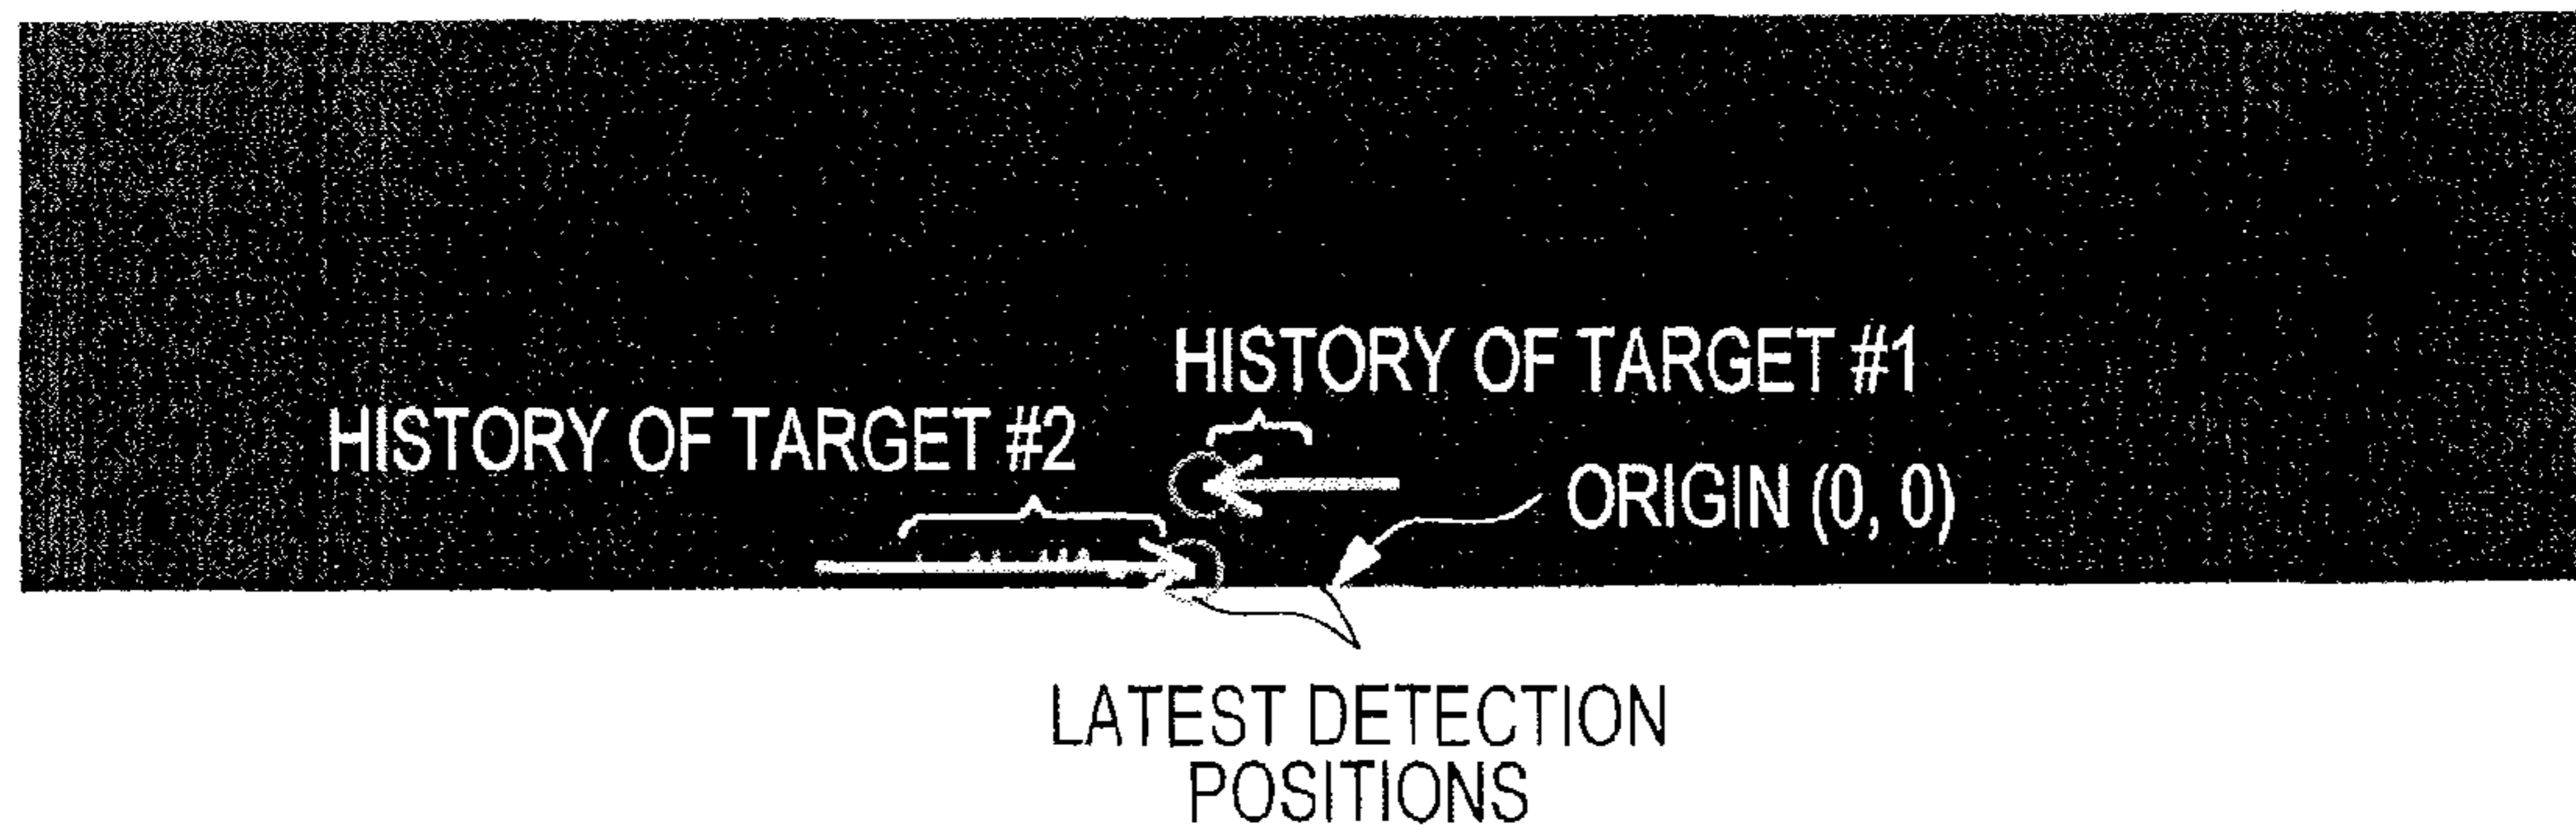 HISTORY OF TARGET #1
HISTORY OF TARGET #2
ORIGIN (0, 0)
LATEST DETECTION
POSITIONS